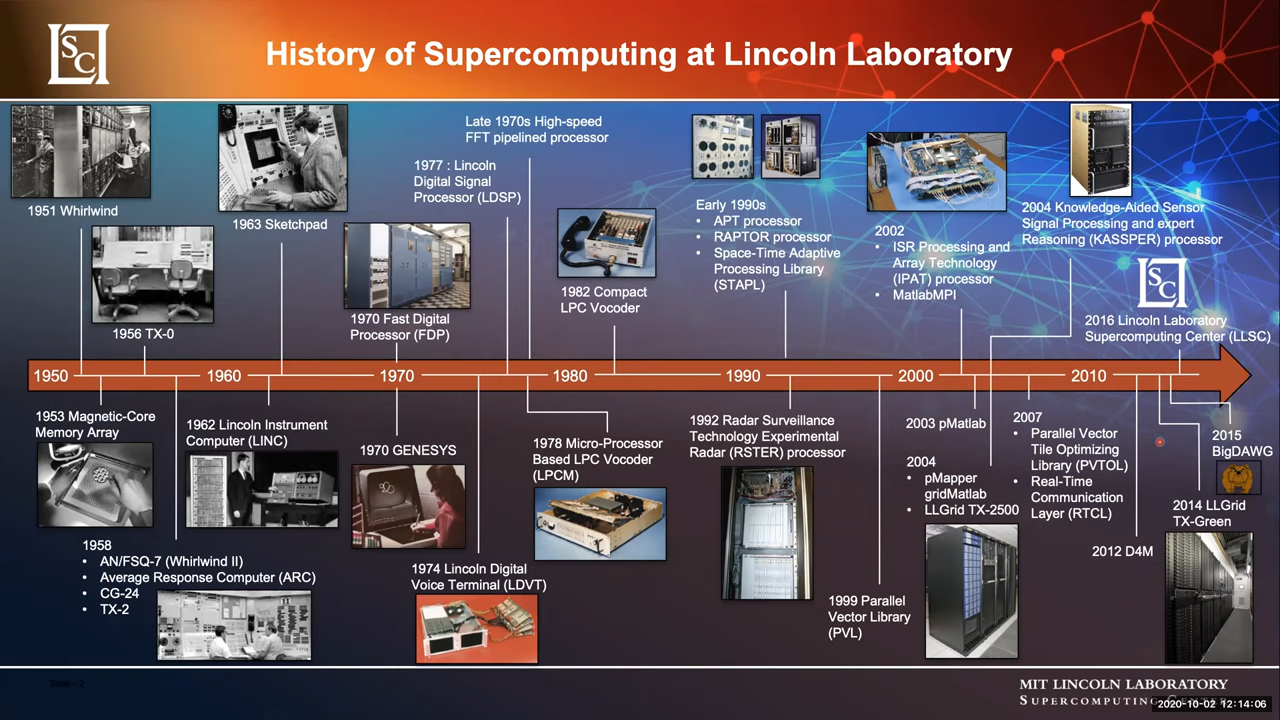 SC
History of Supercomputing at Lincoln Laboratory
1951 Whirlwind
1956 TX-0
1963 Sketchpad
1970 Fast Digital
Processor (FDP)
1977 : Lincoln
Digital Signal
Processor (LDSP)
Late 1970s High-speed
FFT pipelined processor
1982 Compact
LPC Vocoder
Early 1990s
• APT processor
• RAPTOR processor
• Space-Time Adaptive
Processing Library
(STAPL)
2002
• ISR Processing and
Array Technology
(IPAT) processor
• MatlabMPI
2004 Knowledge-Aided Sensor
Signal Processing and expert
Reasoning (KASSPER) processor
SC
2016 Lincoln Laboratory
Supercomputing Center (LLSC)
1950 1960 1970 1980 1990 2000 2010
1953 Magnetic-Core
Memory Array
1958
• AN/FSQ-7 (Whirlwind II)
• Average Response Computer (ARC)
• CG-24
• TX-2
1962 Lincoln Instrument
Computer (LINC)
1970 GENESYS
1974 Lincoln Digital
Voice Terminal (LDVT)
1978 Micro-Processor
Based LPC Vocoder
(LPCM)
1992 Radar Surveillance
Technology Experimental
Radar (RSTER) processor
1999 Parallel
Vector Library
(PVL)
2003 pMatlab
2004
• pMapper
gridMatlab
• LLGrid TX-2500
2007
• Parallel Vector
Tile Optimizing
Library (PVTOL)
• Real-Time
Communication
Layer (RTCL)
2012 D4M
2014 LLGrid
TX-Green
2015
BigDAWG
Slide - 2
MIT LINCOLN LABORATORY
SUPERCOMPUTING CENTER
2020-10-02 12:14:06